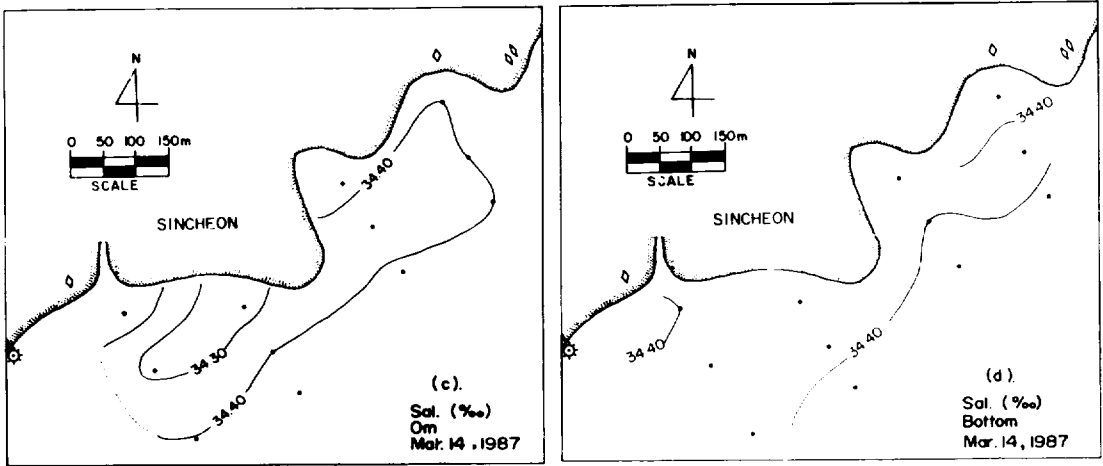 N
0 50 100 150m
SCALE
SINCHEON
34.40
34.30
34.40
(c).
Sal. (‰)
0m
Mar. 14, 1987
N
0 50 100 150m
SCALE
SINCHEON
34.40
34.40
34.40
(d).
Sal. (‰)
Bottom
Mar. 14, 1987